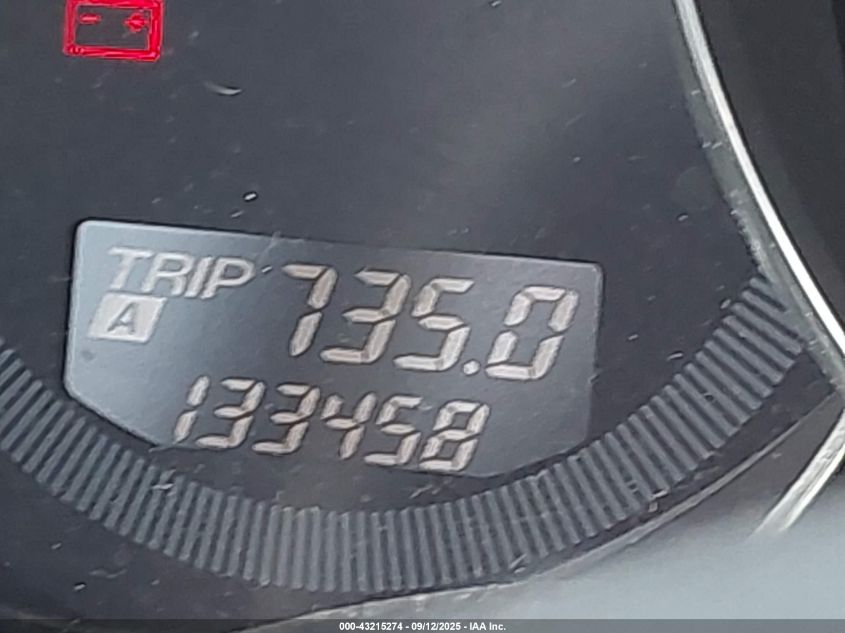 TRIP 735.0
A
133458
000-43215274 - 09/12/2025 - IAA Inc.